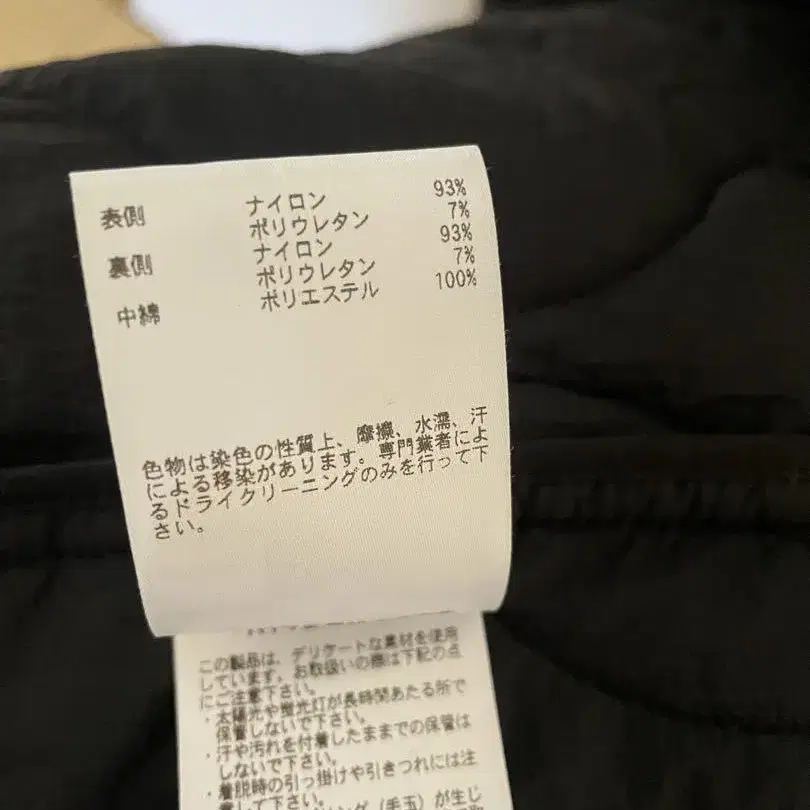 表側 ナイロン 93%
ポリウレタン 7%
裏側 ナイロン 93%
ポリウレタン 7%
中綿 ポリエステル 100%
色物は染色の性質上、摩擦、水濡、汗
による移染があります。専門業者によ
るドライクリーニングのみを行って下
さい。
この製品は、デリケートな素材を使用
しています。お取扱いの際は下記の点
にご注意下さい。
・太陽光や蛍光灯が長時間あたる所で
保管しないで下さい。
・汗や汚れを付着したままでの保管は
しないで下さい。
・着脱時の引っ掛けや引きつれには注
意して下さい。
ング(毛玉)が生じ